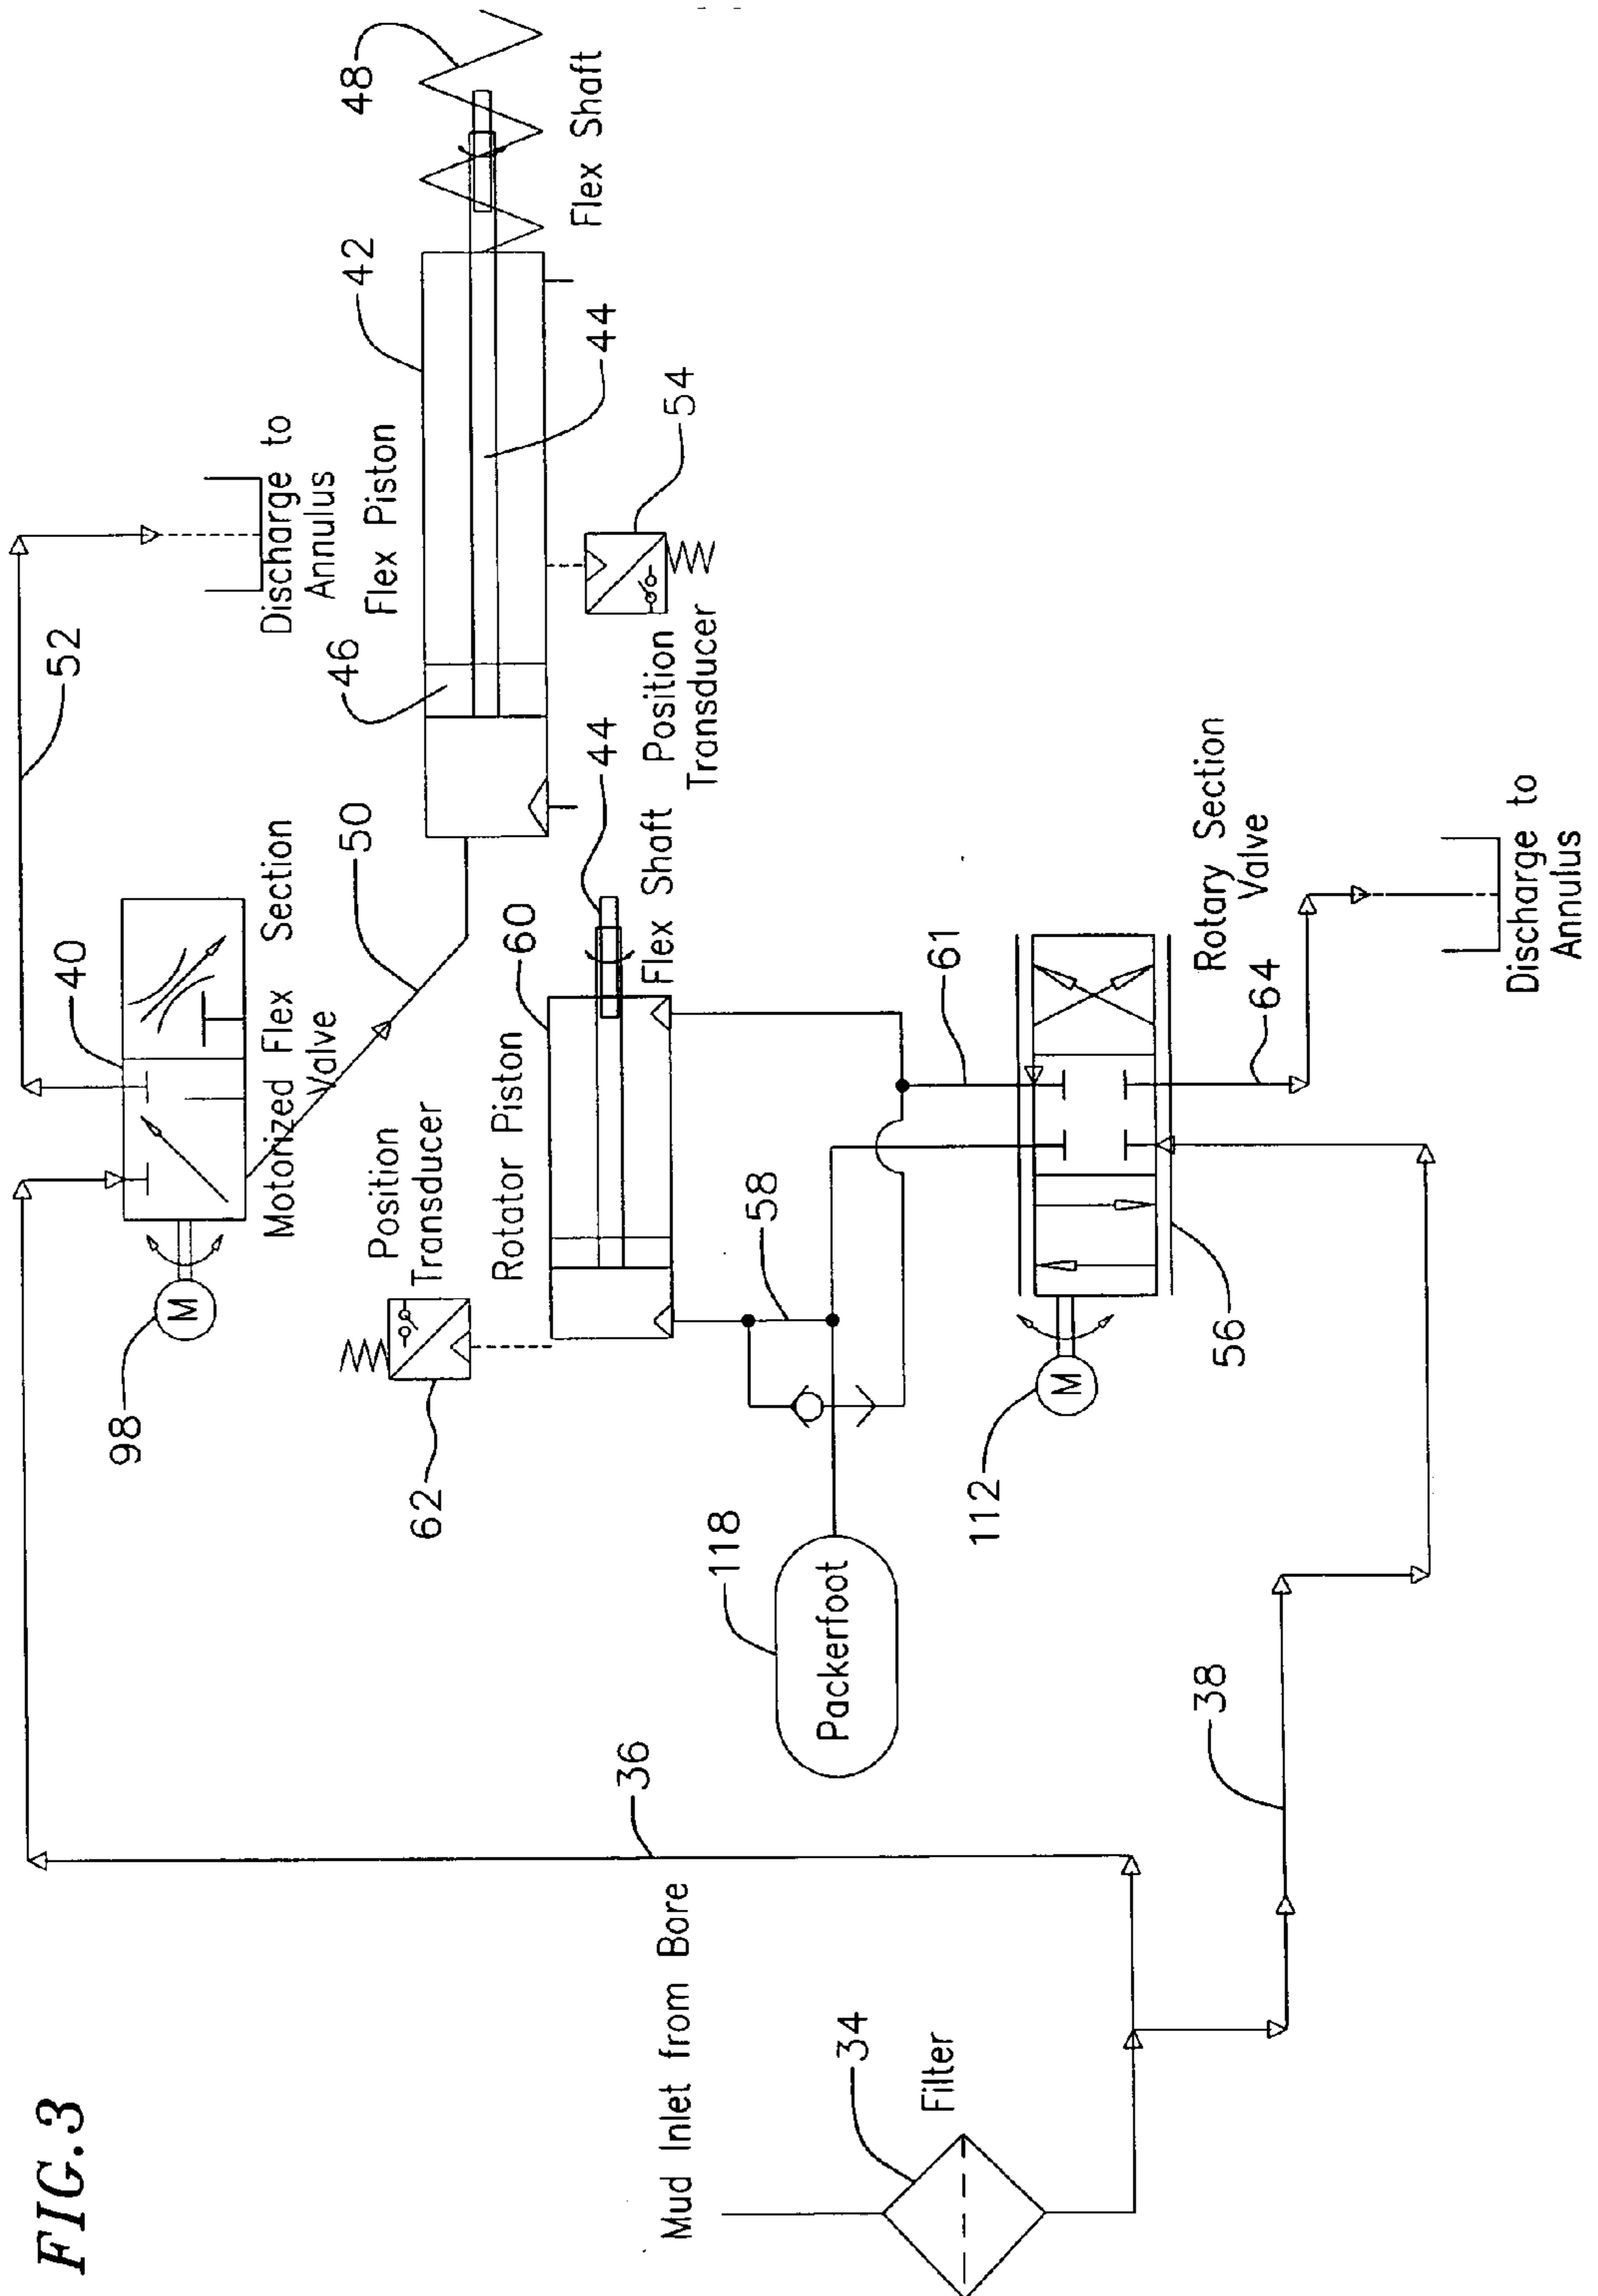 FIG.3
98
M
40
Motorized Flex Section
Valve
52
Discharge to
Annulus
50
46
Flex Piston
42
48
Flex Shaft
44
54
Position
Transducer
62
Position
Transducer
Rotator Piston
60
44
Flex Shaft
36
118
Packerfoot
58
61
112
M
56
Rotary Section
Valve
64
Discharge to
Annulus
Mud Inlet from Bore
34
Filter
38